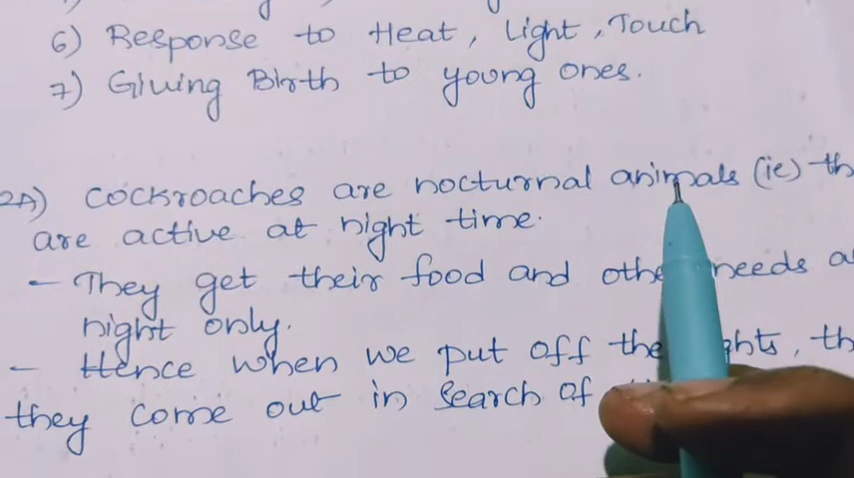 6) Response to Heat, Light, Touch
7) Giving Birth to young ones.
2A) Cockroaches are nocturnal animals (ie) th
are active at night time.
- They get their food and othe needs a
night only.
- Hence when we put off the ghts, th
they come out in search of